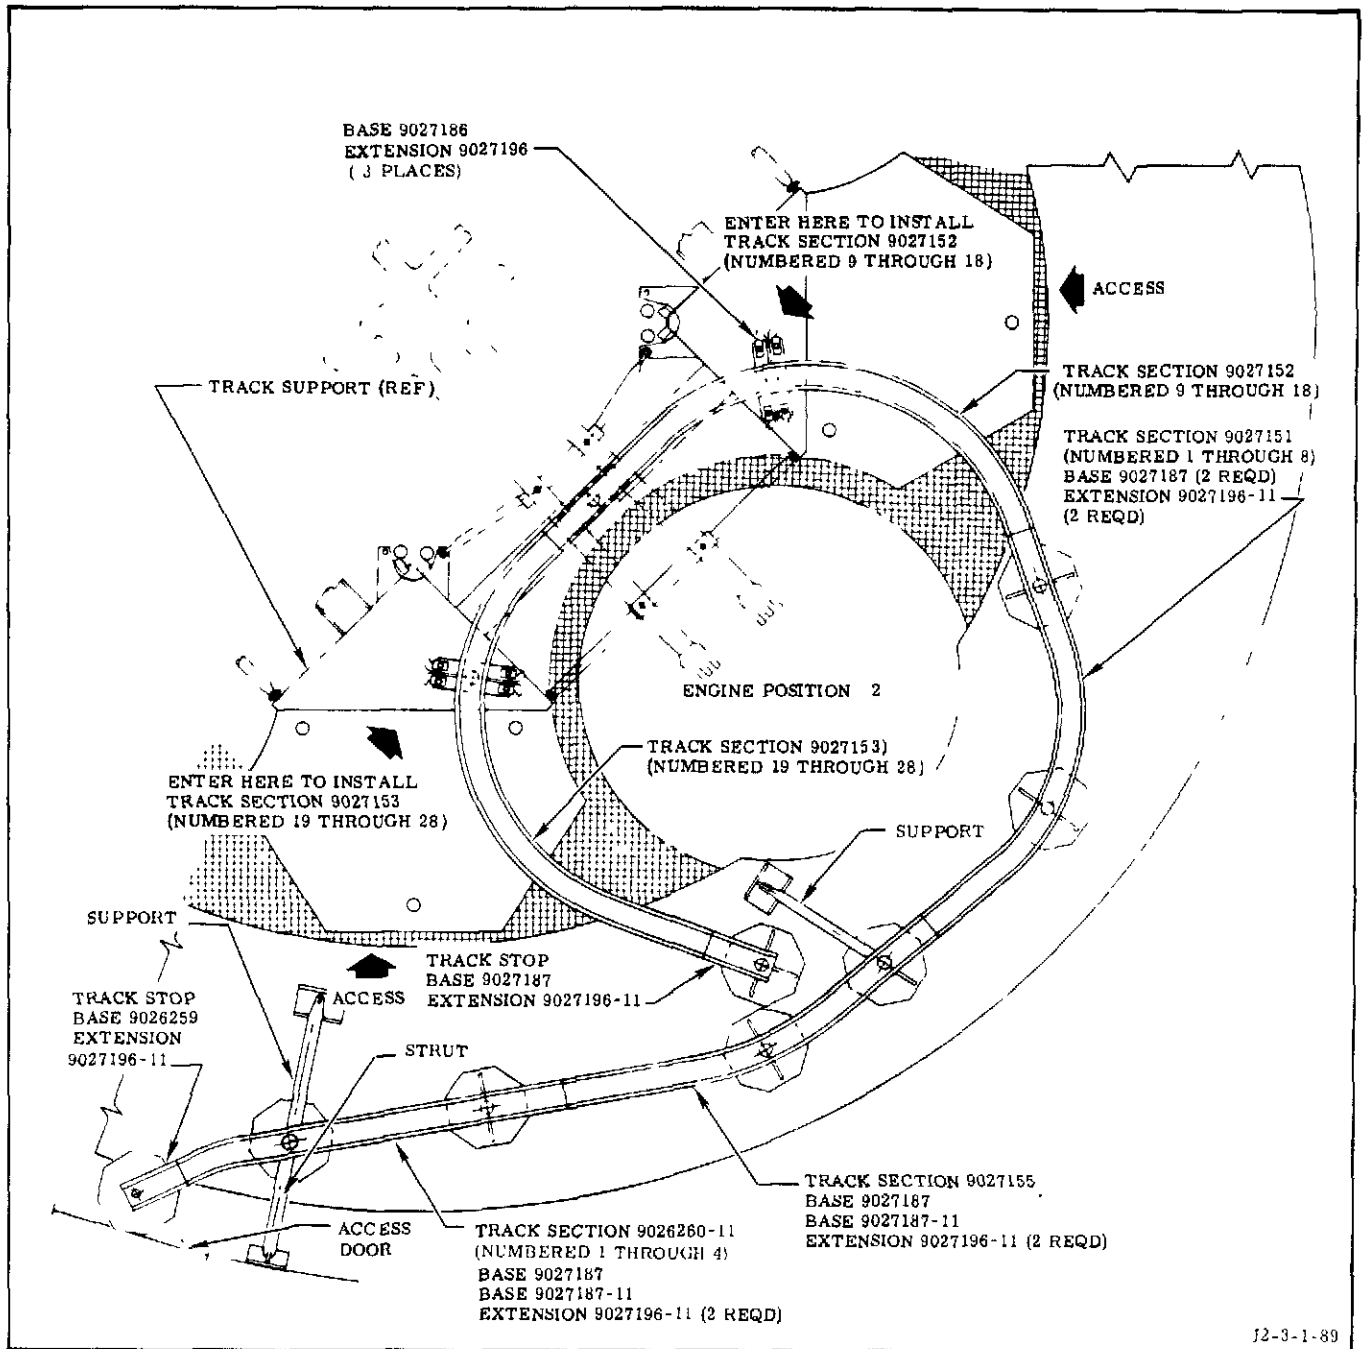 BASE 9027186
EXTENSION 9027196
( 3 PLACES)
ENTER HERE TO INSTALL
TRACK SECTION 9027152
(NUMBERED 9 THROUGH 18)
ACCESS
TRACK SUPPORT (REF)
TRACK SECTION 9027152
(NUMBERED 9 THROUGH 18)
TRACK SECTION 9027151
(NUMBERED 1 THROUGH 8)
BASE 9027187 (2 REQD)
EXTENSION 9027196-11
(2 REQD)
ENGINE POSITION 2
TRACK SECTION 9027153)
(NUMBERED 19 THROUGH 28)
ENTER HERE TO INSTALL
TRACK SECTION 9027153
(NUMBERED 19 THROUGH 28)
SUPPORT
SUPPORT
TRACK STOP
BASE 9027187
EXTENSION 9027196-11
ACCESS
TRACK STOP
BASE 9026259
EXTENSION
9027196-11
STRUT
ACCESS
DOOR
TRACK SECTION 9026260-11
(NUMBERED 1 THROUGH 4)
BASE 9027187
BASE 9027187-11
EXTENSION 9027196-11 (2 REQD)
TRACK SECTION 9027155
BASE 9027187
BASE 9027187-11
EXTENSION 9027196-11 (2 REQD)
J2-3-1-89